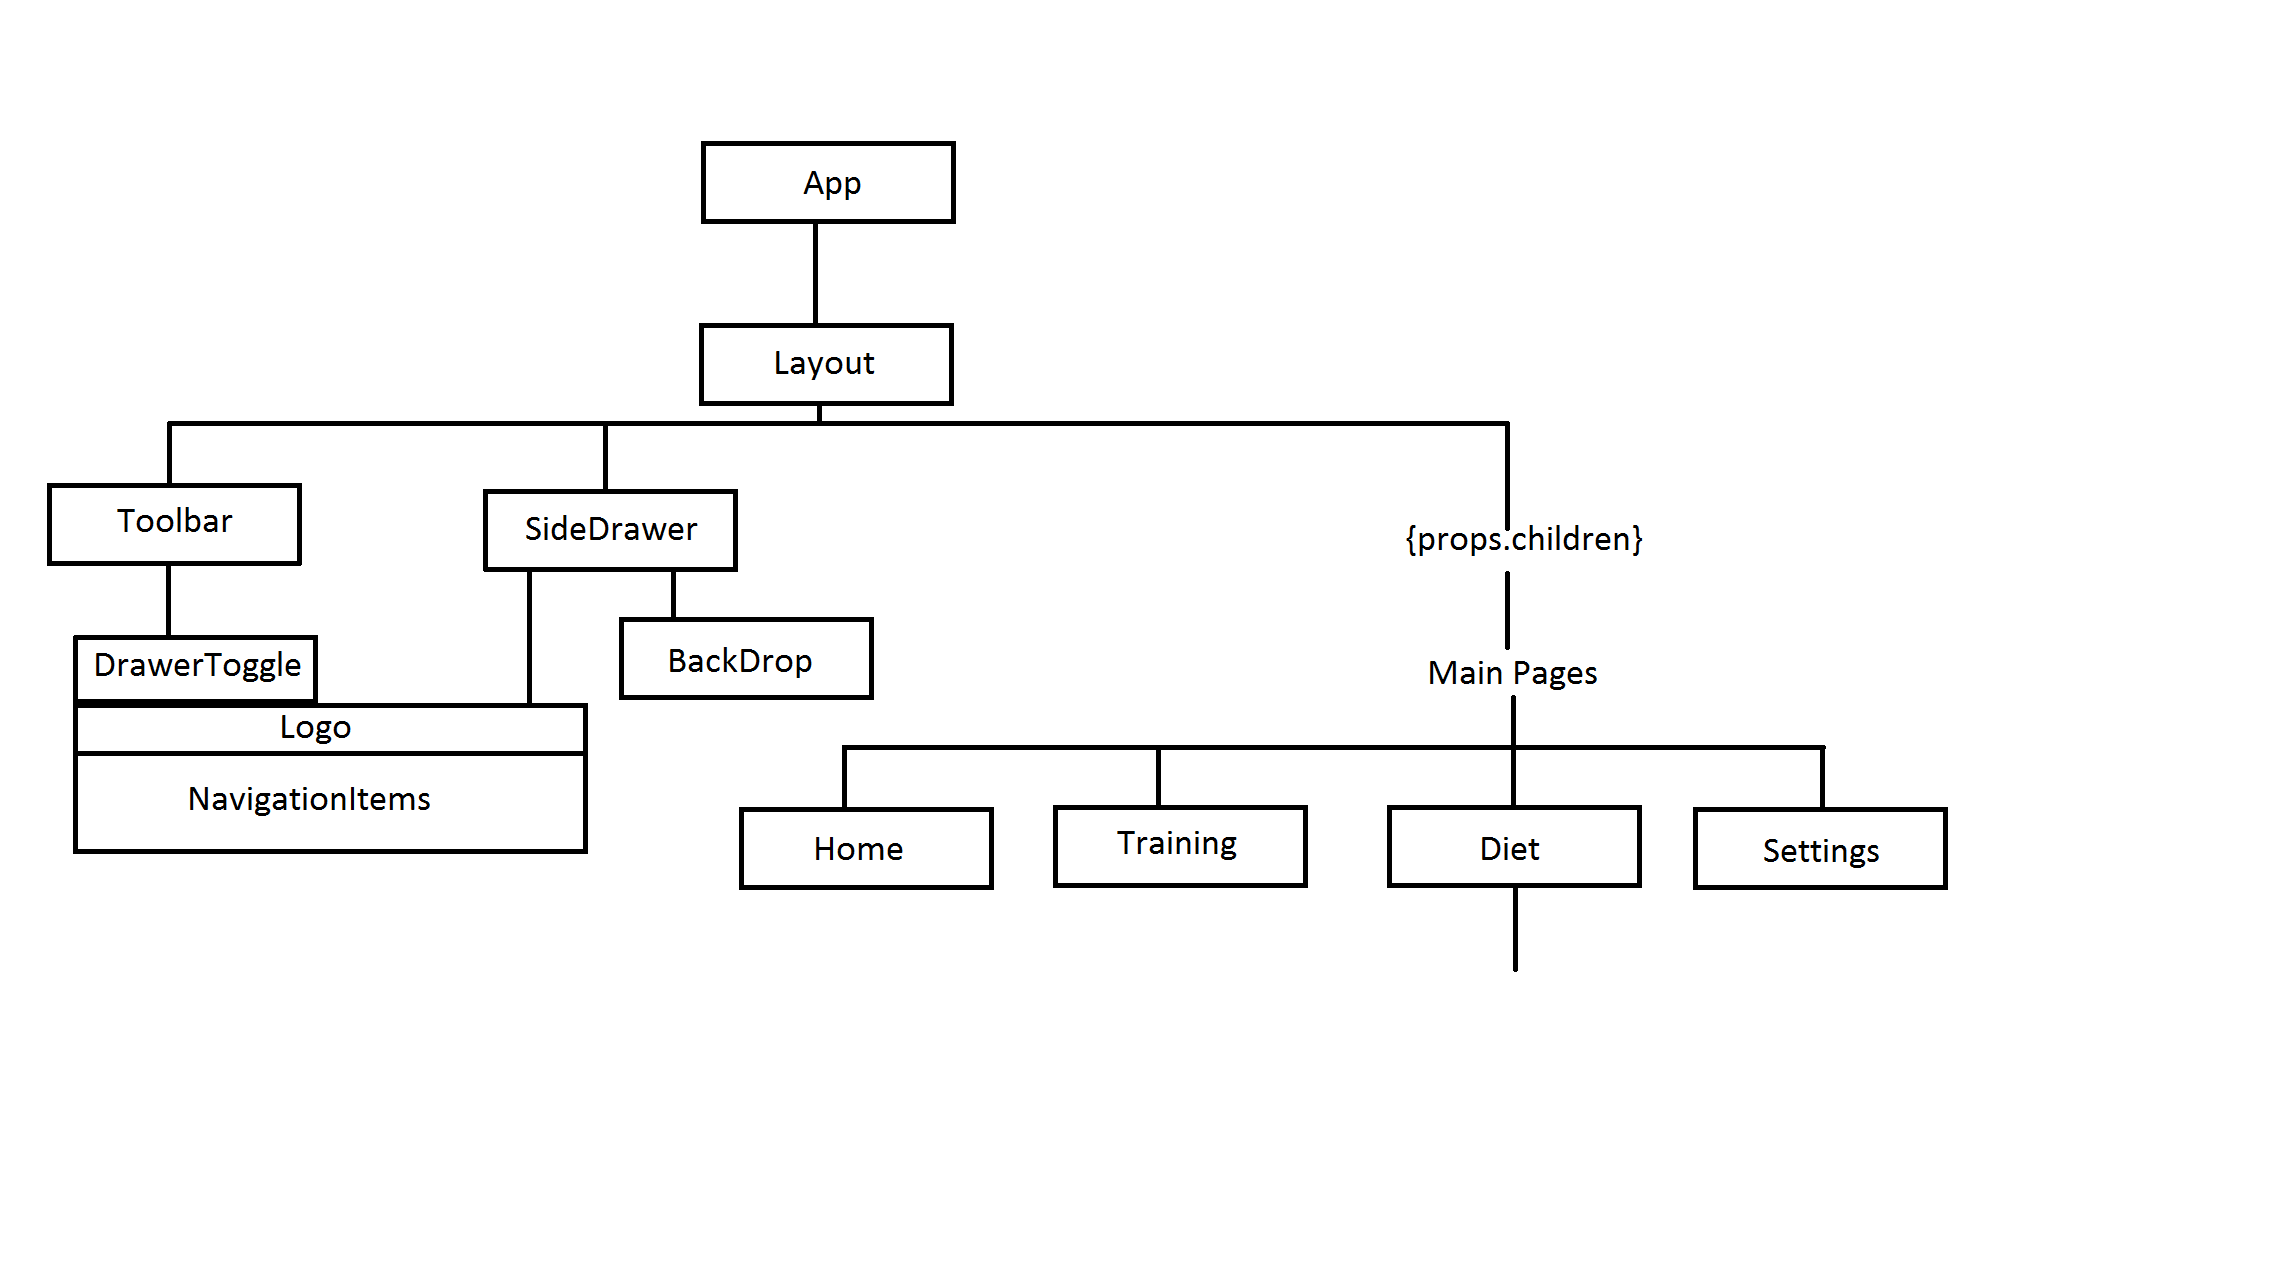 App
Layout
Toolbar
SideDrawer
{props.children}
DrawerToggle
BackDrop
Main Pages
Logo
NavigationItems
Home
Training
Diet
Settings